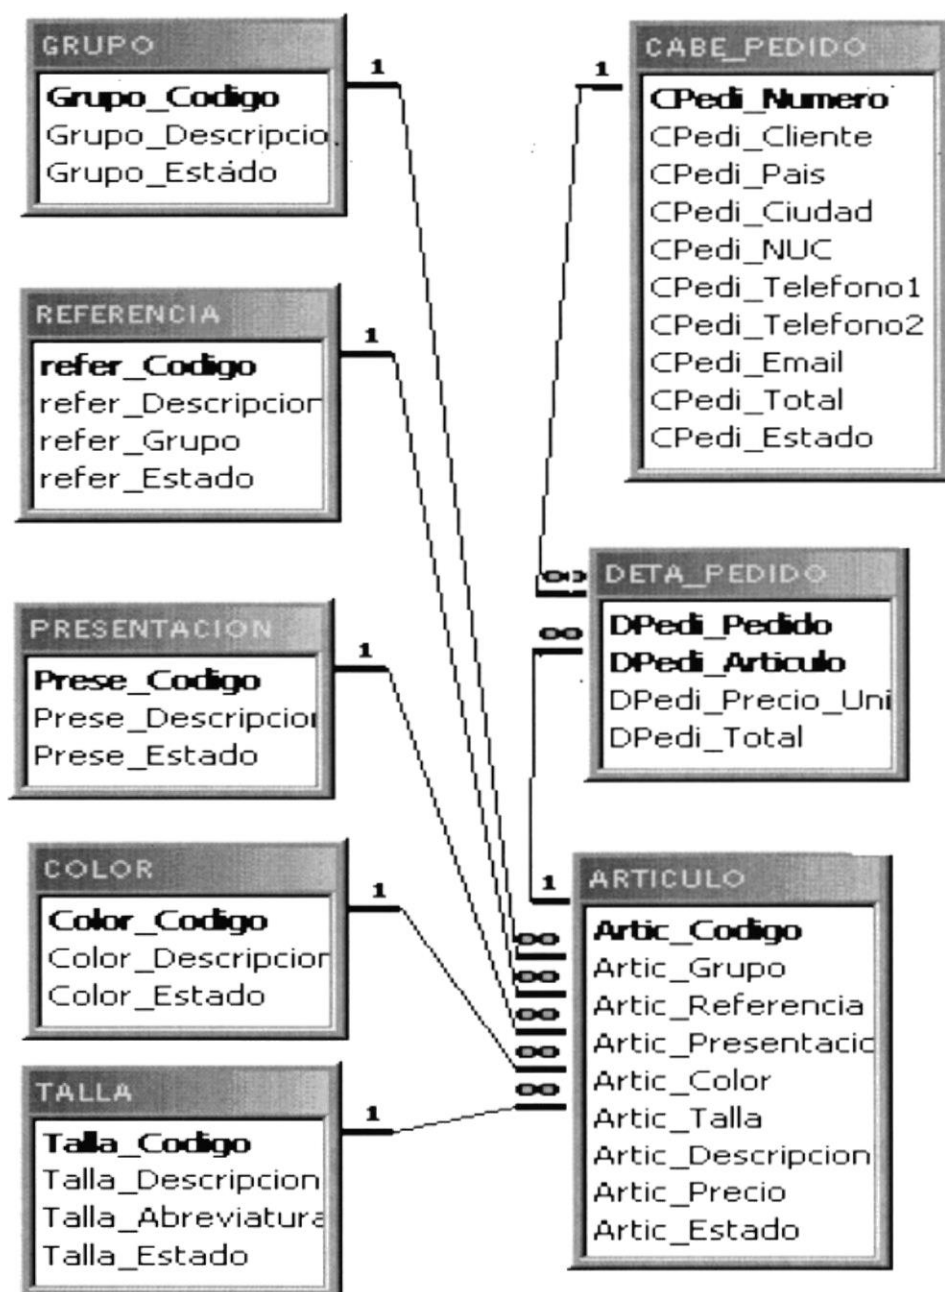 GRUPO
Grupo_Codigo
Grupo_Descripcio
Grupo_Estádo
1
REFERENCIA
refer_Codigo
refer_Descripcion
refer_Grupo
refer_Estado
1
PRESENTACION
Prese_Codigo
Prese_Descripcion
Prese_Estado
1
COLOR
Color_Codigo
Color_Descripcion
Color_Estado
1
TALLA
Talla_Codigo
Talla_Descripcion
Talla_Abreviatura
Talla_Estado
1
CABE_PEDIDO
CPedi_Numero
CPedi_Cliente
CPedi_Pais
CPedi_Ciudad
CPedi_NUC
CPedi_Telefono1
CPedi_Telefono2
CPedi_Email
CPedi_Total
CPedi_Estado
1
∞
DETA_PEDIDO
DPedi_Pedido
DPedi_Articulo
DPedi_Precio_Uni
DPedi_Total
∞
1
ARTICULO
Artic_Codigo
Artic_Grupo
Artic_Referencia
Artic_Presentacic
Artic_Color
Artic_Talla
Artic_Descripcion
Artic_Precio
Artic_Estado
∞
∞
∞
∞
∞